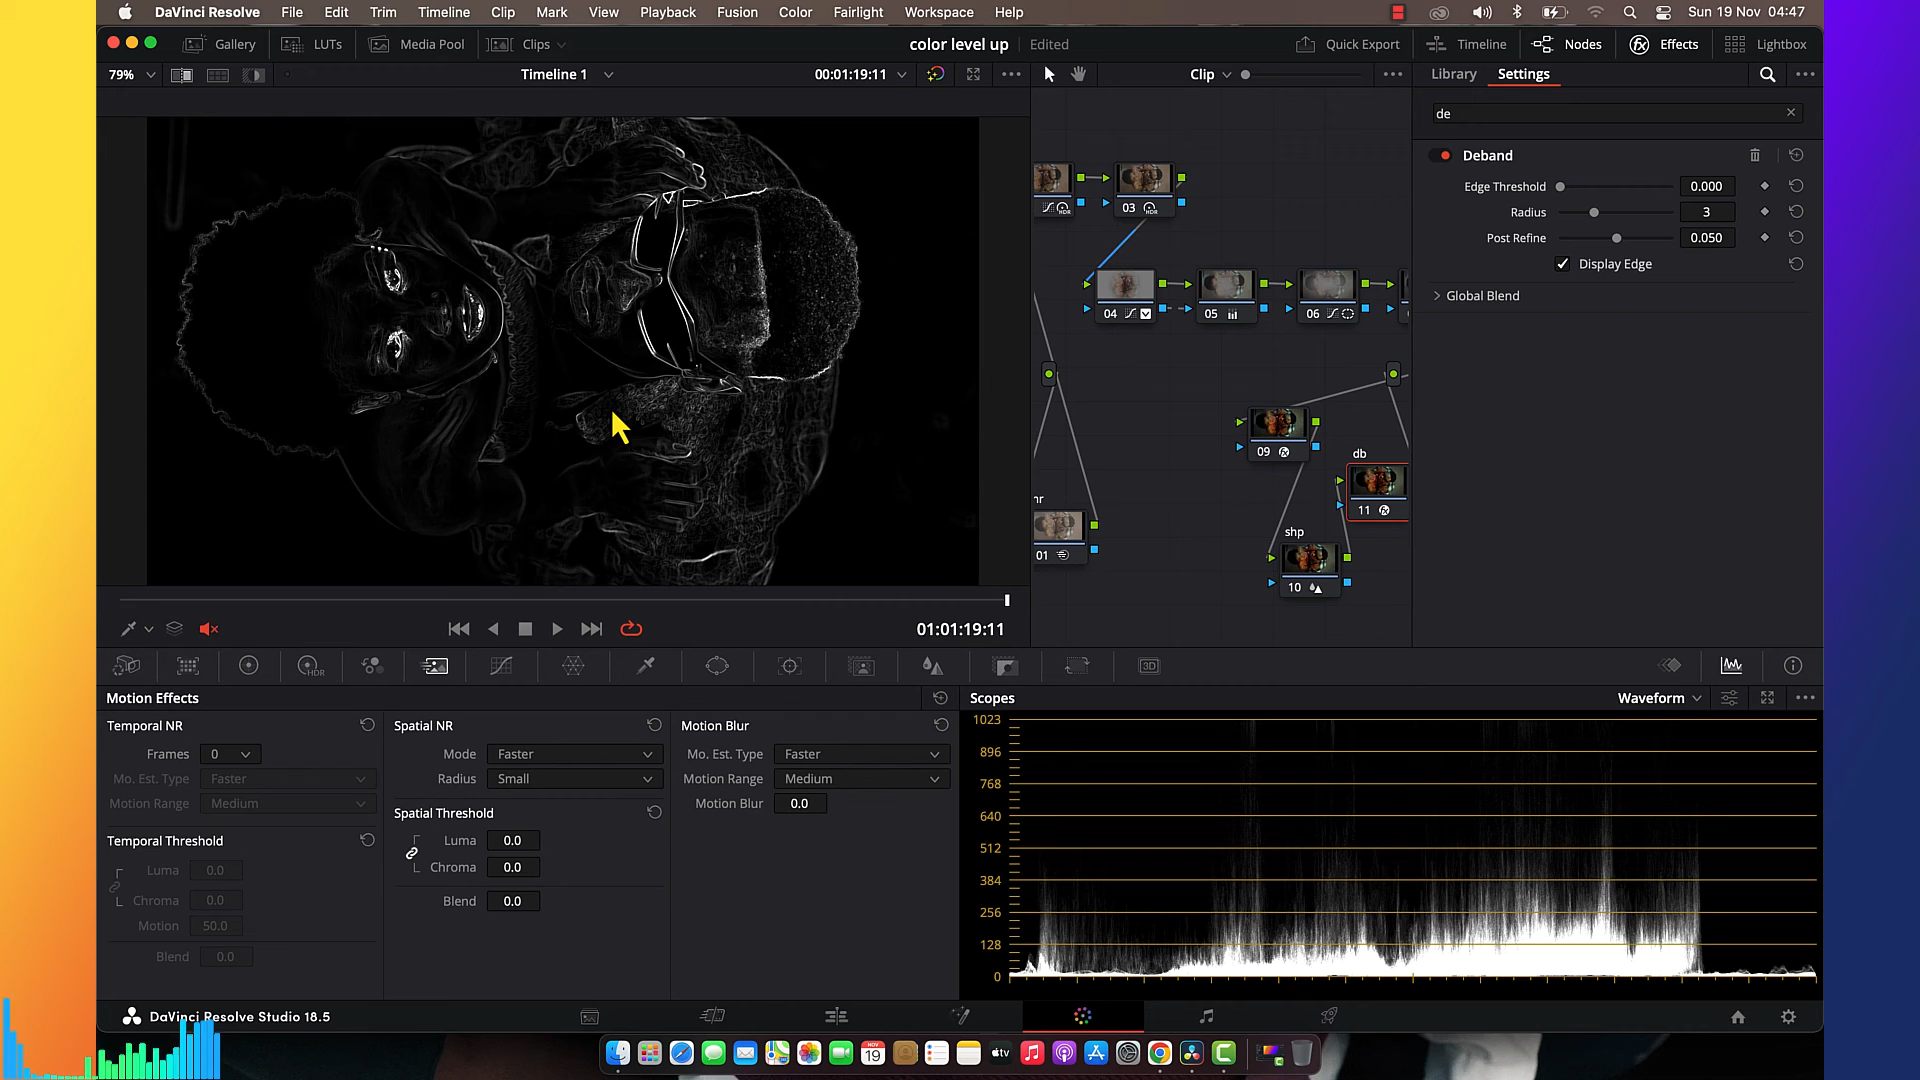 DaVinci Resolve File Edit Trim Timeline Clip Mark View Playback Fusion Color Fairlight Workspace Help Sun 19 Nov 04:47
Gallery LUTs Media Pool Clips color level up Edited Quick Export Timeline Nodes Effects Lightbox
79% Timeline 1 00:01:19:11 Clip Library Settings
de
Deband
Edge Threshold 0.000
Radius 3
Post Refine 0.050
Display Edge
Global Blend
HDR 03 HDR
04 05 06
09
db
11
nr
01
shp
10
01:01:19:11
HDR 3D
Motion Effects
Temporal NR
Frames 0
Mo. Est. Type Faster
Motion Range Medium
Temporal Threshold
Luma 0.0
Chroma 0.0
Motion 50.0
Blend 0.0
Spatial NR
Mode Faster
Radius Small
Spatial Threshold
Luma 0.0
Chroma 0.0
Blend 0.0
Motion Blur
Mo. Est. Type Faster
Motion Range Medium
Motion Blur 0.0
Scopes Waveform
1023
896
768
640
512
384
256
128
0
DaVinci Resolve Studio 18.5
NOV
19
tv